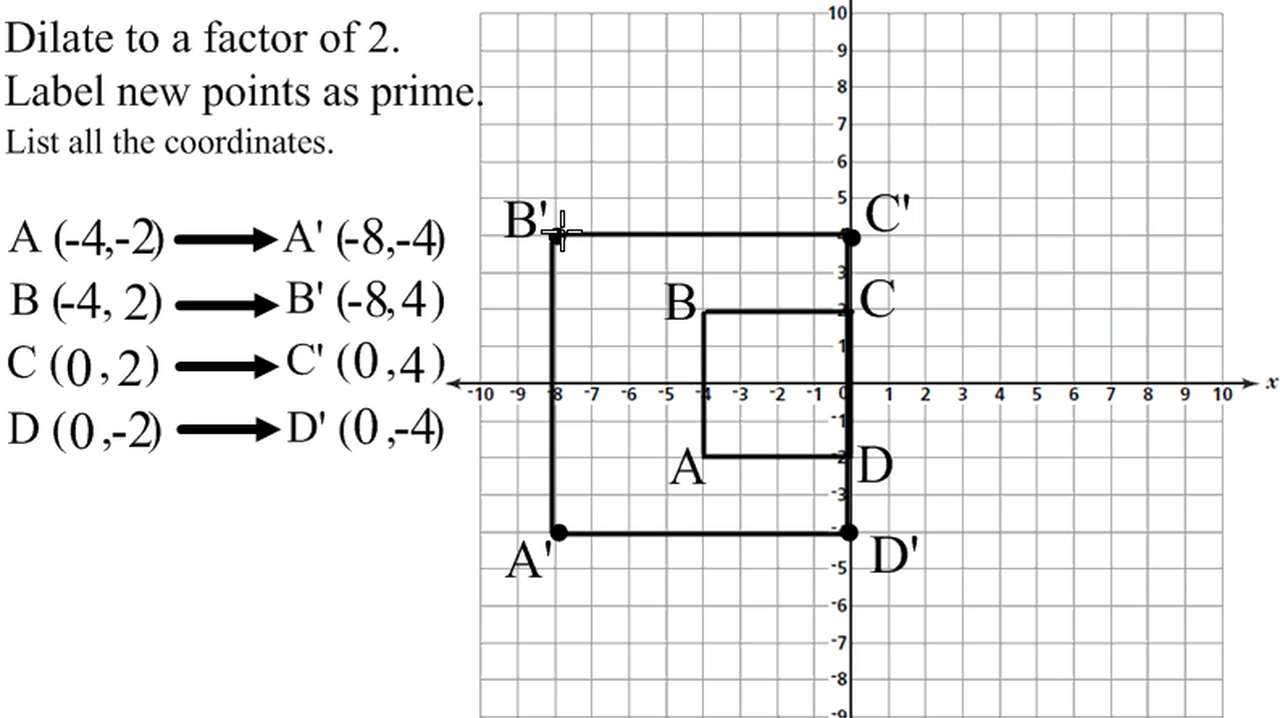 Dilate to a factor of 2.
Label new points as prime.
List all the coordinates.
A (-4,-2) → A' (-8,-4)
B (-4, 2) → B' (-8,4)
C (0,2) → C' (0,4)
D (0,-2) → D' (0,-4)
10
9
8
7
6
5
3
2
1
-10 -9 -8 -7 -6 -5 -4 -3 -2 -1 0 1 2 3 4 5 6 7 8 9 10 x
-1
-2
-3
-5
-6
-7
-8
-9
B' C'
B C
A D
A' D'